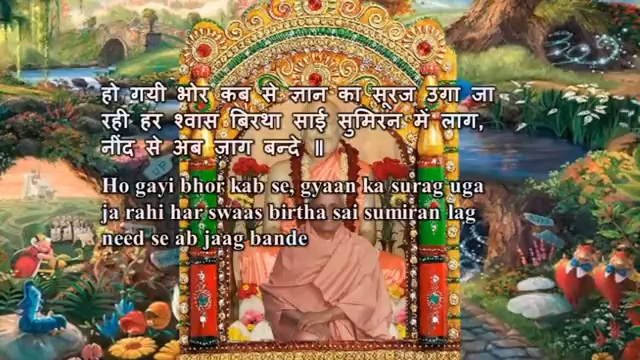 हो गयी भोर कब से ज्ञान का सूरज उगा जा
रही हर श्वास बिरथा साईं सुमिरन मे लाग,
नींद से अब जाग बन्दे ॥
Ho gayi bhor kab se, gyaan ka surag uga
ja rahi har swaas birtha sai sumiran lag
need se ab jaag bande